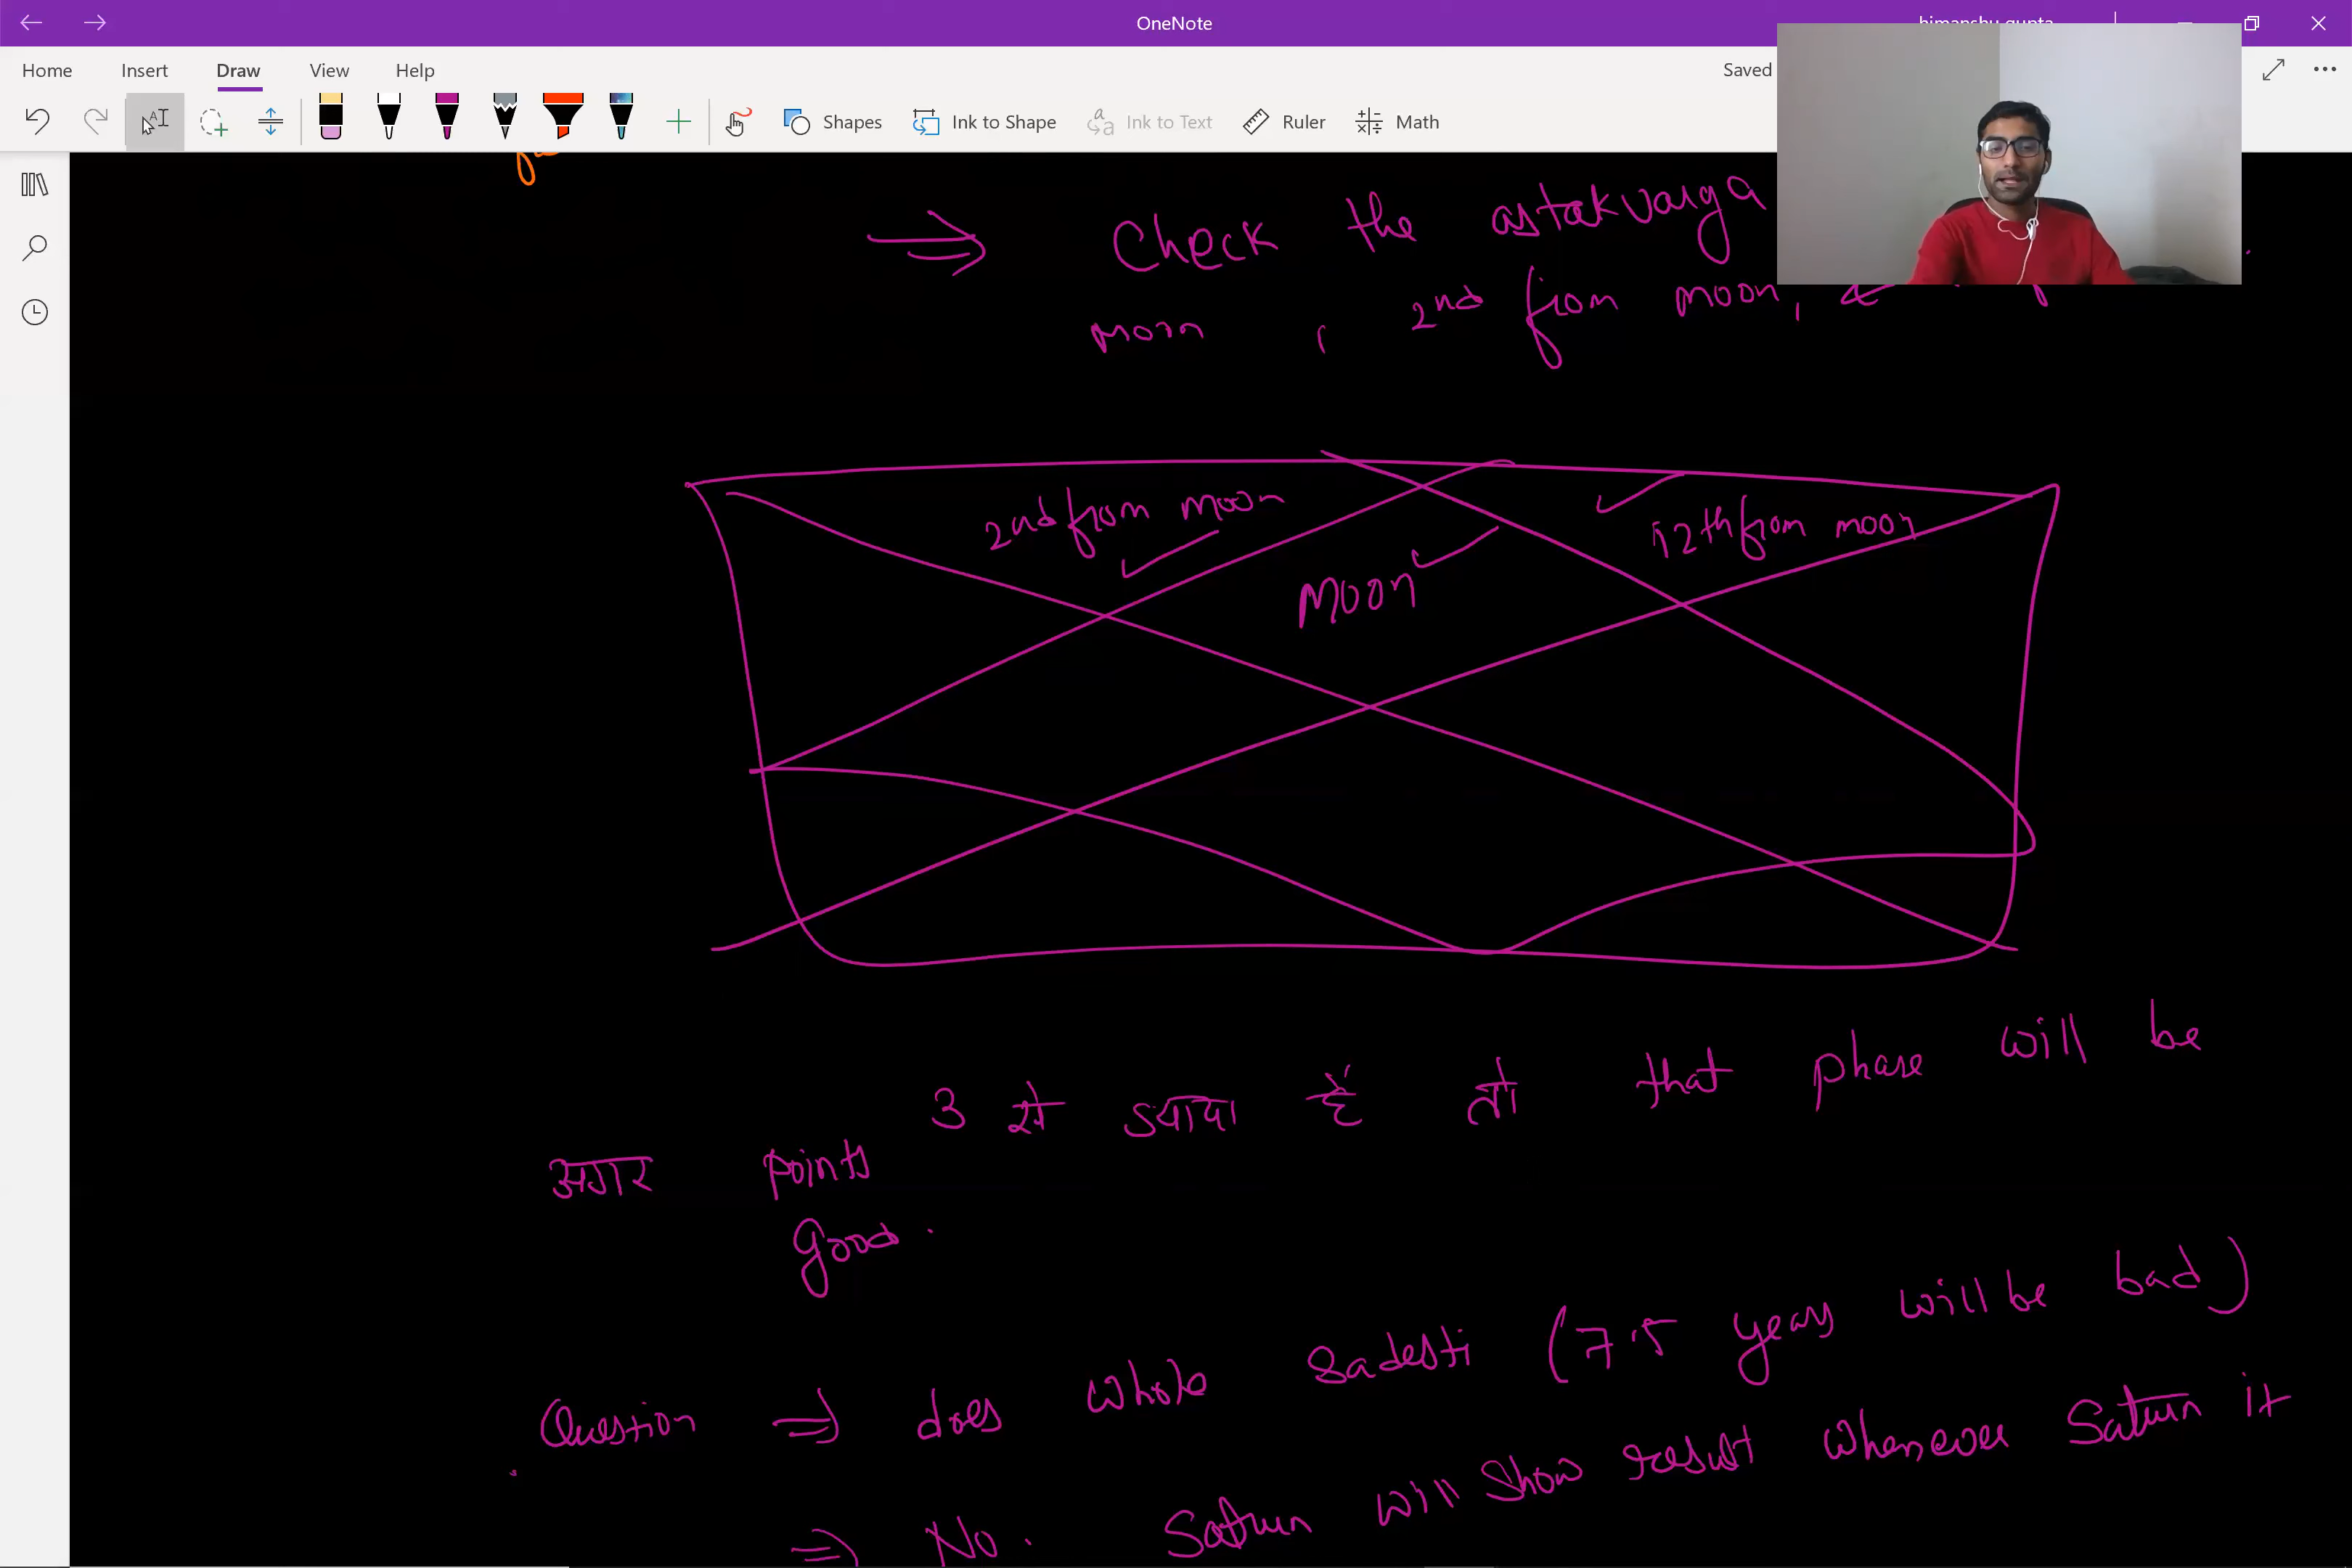 OneNote
himanshu gupta
Home Insert Draw View Help
Saved
Shapes Ink to Shape Ink to Text Ruler Math
Check the astakvarga
moon , 2nd from moon, &
2nd from moon
12th from moon
Moon
अगर points 3 से ज्यादा है तो that phase will be
good.
Question ⇒ does whole sadesti (7.5 years will be bad)
⇒ No. Saturn will show result whenever Saturn it